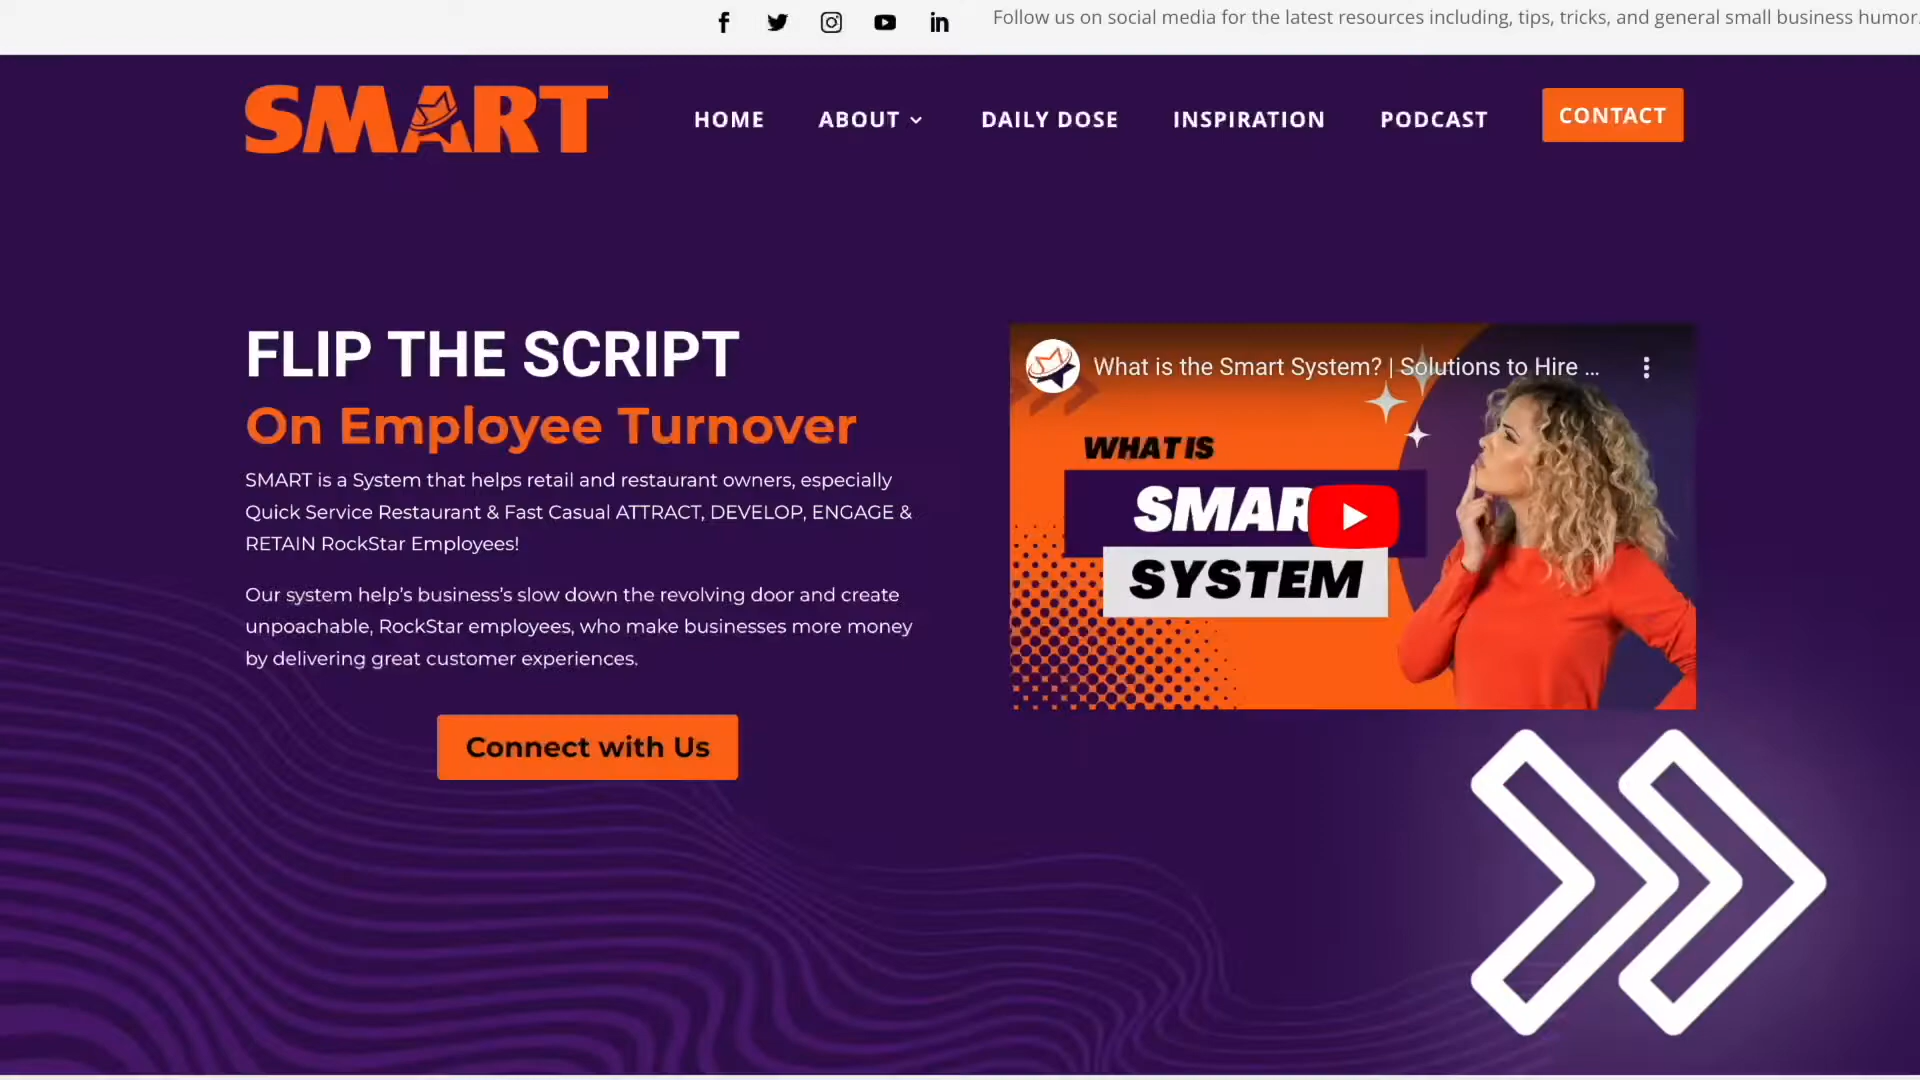 Follow us on social media for the latest resources including, tips, tricks, and general small business humor.
SMART
HOME
ABOUT
DAILY DOSE
INSPIRATION
PODCAST
CONTACT
FLIP THE SCRIPT
On Employee Turnover
SMART is a System that helps retail and restaurant owners, especially
Quick Service Restaurant & Fast Casual ATTRACT, DEVELOP, ENGAGE &
RETAIN RockStar Employees!
Our system help's business's slow down the revolving door and create
unpoachable, RockStar employees, who make businesses more money
by delivering great customer experiences.
Connect with Us
What is the Smart System? | Solutions to Hire ...
WHAT IS
SMAR
SYSTEM